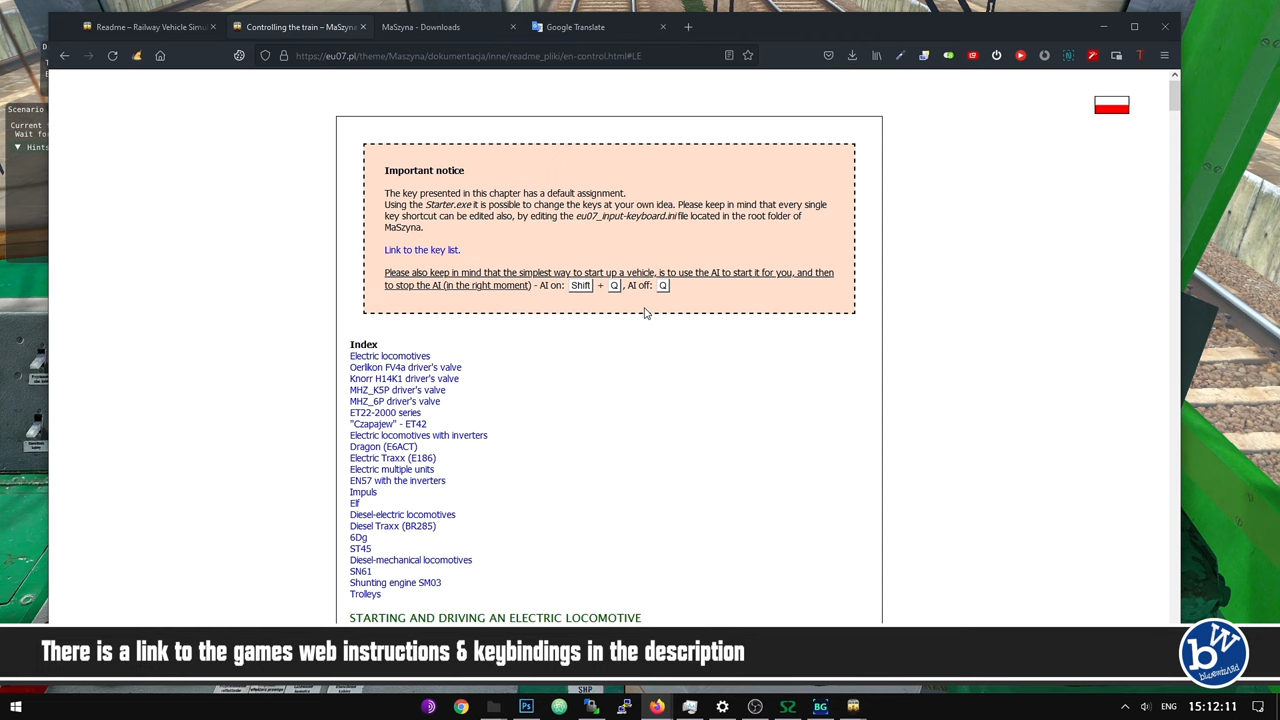 Readme – Railway Vehicle Simu
Controlling the train – MaSzyna
MaSzyna - Downloads
Google Translate
https://eu07.pl/theme/Maszyna/dokumentacja/inne/readme_pliki/en-control.html#LE
Scenario
Current
Wait for
Hints
Important notice
The key presented in this chapter has a default assignment.
Using the Starter.exe it is possible to change the keys at your own idea. Please keep in mind that every single
key shortcut can be edited also, by editing the eu07_input-keyboard.ini file located in the root folder of
MaSzyna.
Link to the key list.
Please also keep in mind that the simplest way to start up a vehicle, is to use the AI to start it for you, and then
to stop the AI (in the right moment) - AI on: Shift + Q, AI off: Q
Index
Electric locomotives
Oerlikon FV4a driver's valve
Knorr H14K1 driver's valve
MHZ_K5P driver's valve
MHZ_6P driver's valve
ET22-2000 series
"Czapajew" - ET42
Electric locomotives with inverters
Dragon (E6ACT)
Electric Traxx (E186)
Electric multiple units
EN57 with the inverters
Impuls
Elf
Diesel-electric locomotives
Diesel Traxx (BR285)
6Dg
ST45
Diesel-mechanical locomotives
SN61
Shunting engine SM03
Trolleys
STARTING AND DRIVING AN ELECTRIC LOCOMOTIVE
There is a link to the games web instructions & keybindings in the description
bW
bluewizard
SHP
ENG
15:12:11